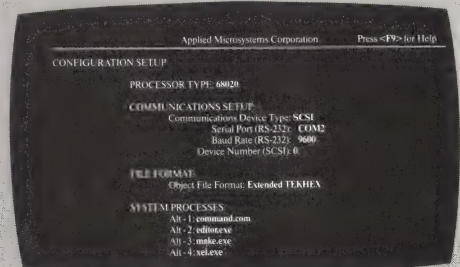 Applied Microsystems Corporation Press <F9> for Help
CONFIGURATION SETUP
PROCESSOR TYPE: 68020
COMMUNICATIONS SETUP:
Communications Device Type: SCSI
Serial Port (RS-232): COM2
Baud Rate (RS-232): 9600
Device Number (SCSI): 0
FILE FORMAT:
Object File Format: Extended TEKHEX
SYSTEM PROCESSES:
Alt - 1: command.com
Alt - 2: editor.exe
Alt - 3: make.exe
Alt - 4: xel.exe